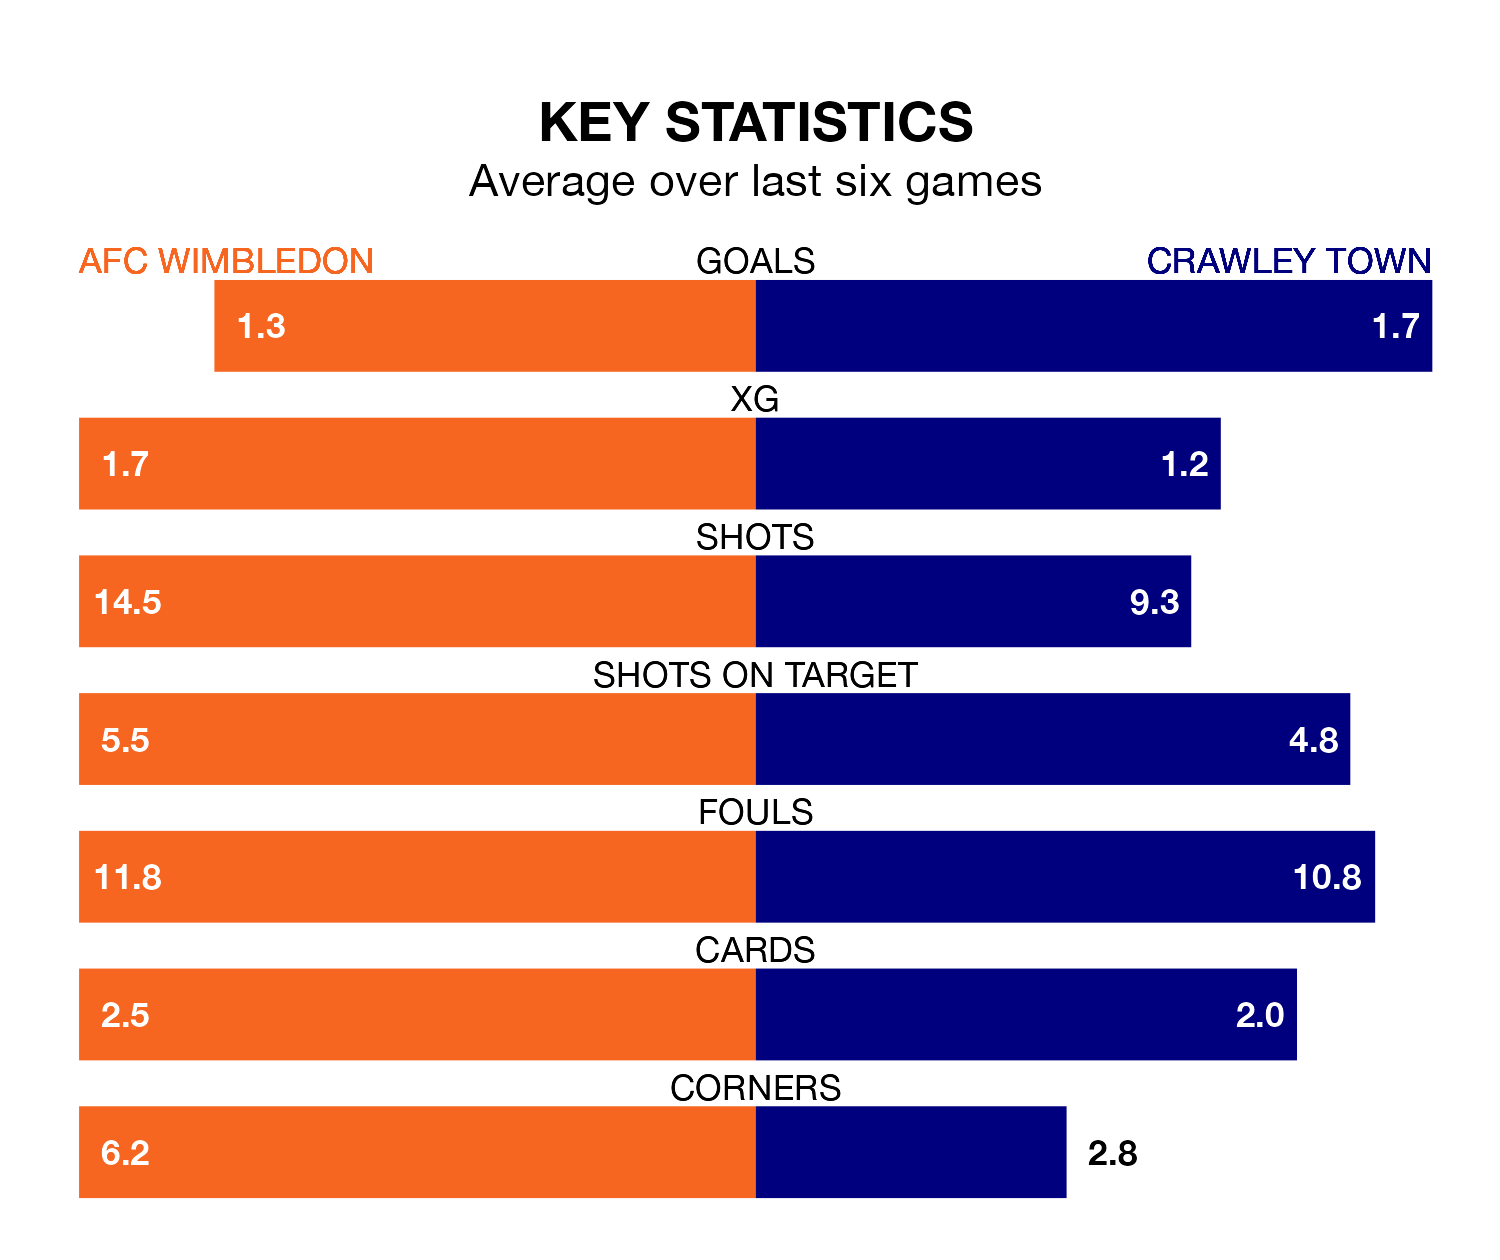 KEY STATISTICS
Average over last six games
AFC WIMBLEDON GOALS CRAWLEY TOWN
1.3 1.7
XG
1.7 1.2
SHOTS
14.5 9.3
SHOTS ON TARGET
5.5 4.8
FOULS
11.8 10.8
CARDS
2.5 2.0
CORNERS
6.2 2.8